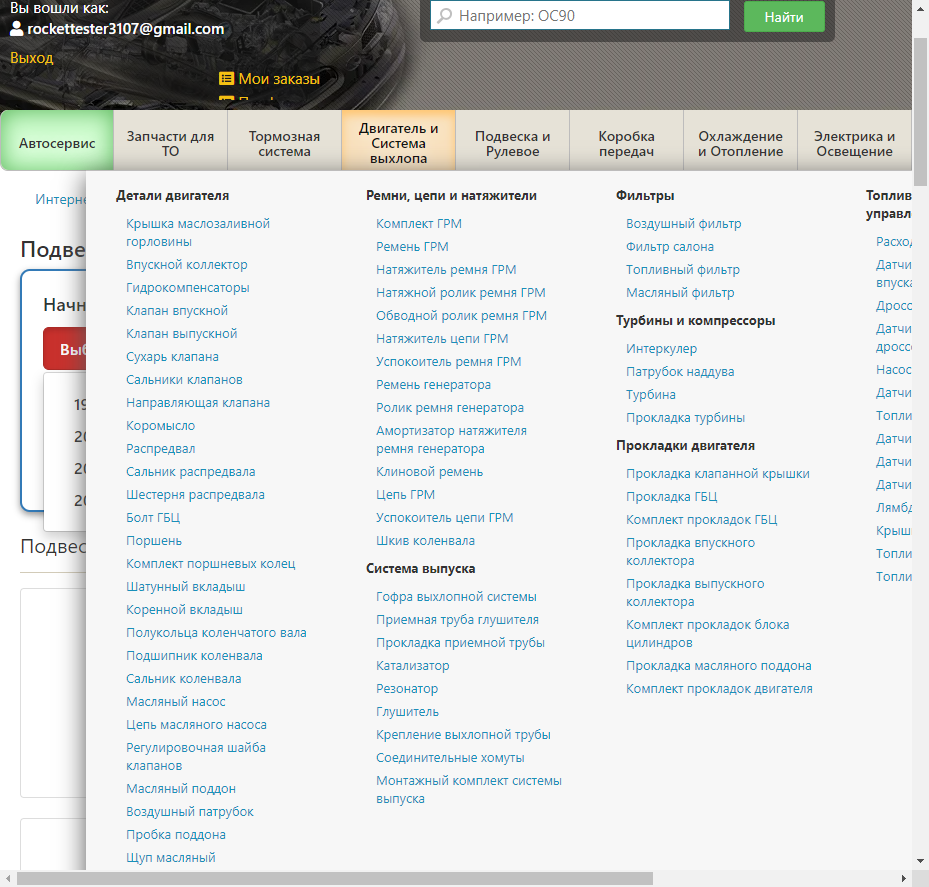 Вы вошли как:
rockettester3107@gmail.com
Выход
Мои заказы
Например: OC90
Найти
Автосервис
Запчасти для
ТО
Тормозная
система
Двигатель и
Система
выхлопа
Подвеска и
Рулевое
Коробка
передач
Охлаждение
и Отопление
Электрика и
Освещение
Интерне
Подве
Начн
Выб
19
20
20
20
Подвес
Детали двигателя
Крышка маслозаливной
горловины
Впускной коллектор
Гидрокомпенсаторы
Клапан впускной
Клапан выпускной
Сухарь клапана
Сальники клапанов
Направляющая клапана
Коромысло
Распредвал
Сальник распредвала
Шестерня распредвала
Болт ГБЦ
Поршень
Комплект поршневых колец
Шатунный вкладыш
Коренной вкладыш
Полукольца коленчатого вала
Подшипник коленвала
Сальник коленвала
Масляный насос
Цепь масляного насоса
Регулировочная шайба
клапанов
Масляный поддон
Воздушный патрубок
Пробка поддона
Щуп масляный
Ремни, цепи и натяжители
Комплект ГРМ
Ремень ГРМ
Натяжитель ремня ГРМ
Натяжной ролик ремня ГРМ
Обводной ролик ремня ГРМ
Натяжитель цепи ГРМ
Успокоитель ремня ГРМ
Ремень генератора
Ролик ремня генератора
Амортизатор натяжителя
ремня генератора
Клиновой ремень
Цепь ГРМ
Успокоитель цепи ГРМ
Шкив коленвала
Система выпуска
Гофра выхлопной системы
Приемная труба глушителя
Прокладка приемной трубы
Катализатор
Резонатор
Глушитель
Крепление выхлопной трубы
Соединительные хомуты
Монтажный комплект системы
выпуска
Фильтры
Воздушный фильтр
Фильтр салона
Топливный фильтр
Масляный фильтр
Турбины и компрессоры
Интеркулер
Патрубок наддува
Турбина
Прокладка турбины
Прокладки двигателя
Прокладка клапанной крышки
Прокладка ГБЦ
Комплект прокладок ГБЦ
Прокладка впускного
коллектора
Прокладка выпускного
коллектора
Комплект прокладок блока
цилиндров
Прокладка масляного поддона
Комплект прокладок двигателя
Топлив
управл
Расход
Датчи
впуска
Дросс
Датчи
дроссе
Насос
Датчи
Топли
Датчи
Датчи
Датчи
Лямбд
Крыш
Топли
Топли